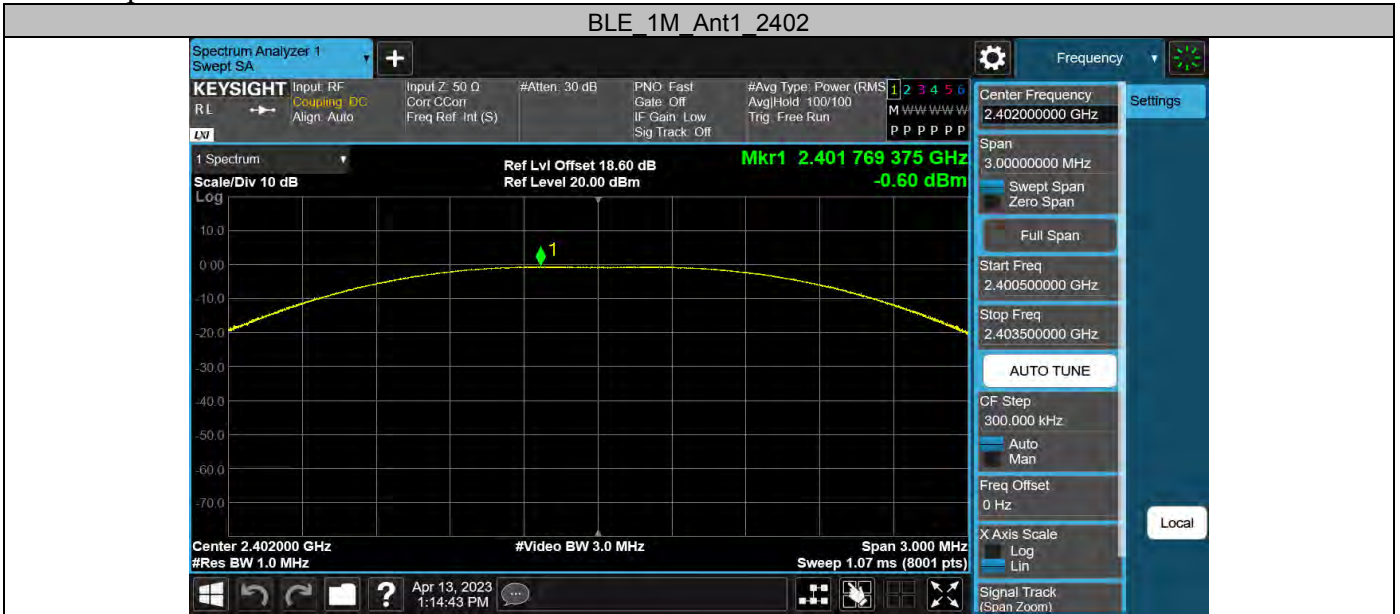 BLE_1M_Ant1_2402
Spectrum Analyzer 1
Swept SA
+
Frequency
KEYSIGHT
RL
LXI
Input: RF
Coupling: DC
Align: Auto
Input Z: 50 Ω
Corr CCorr
Freq Ref: Int (S)
#Atten: 30 dB
PNO: Fast
Gate: Off
IF Gain: Low
Sig Track: Off
#Avg Type: Power (RMS
Avg|Hold: 100/100
Trig: Free Run
1 2 3 4 5 6
M W W W W W
P P P P P P
Center Frequency
2.402000000 GHz
Settings
1 Spectrum
Scale/Div 10 dB
Log
Ref Lvl Offset 18.60 dB
Ref Level 20.00 dBm
Mkr1 2.401 769 375 GHz
-0.60 dBm
Span
3.00000000 MHz
Swept Span
Zero Span
Full Span
Start Freq
2.400500000 GHz
Stop Freq
2.403500000 GHz
AUTO TUNE
CF Step
300.000 kHz
Auto
Man
Freq Offset
0 Hz
X Axis Scale
Log
Lin
Signal Track
(Span Zoom)
Local
10.0
0.00
-10.0
-20.0
-30.0
-40.0
-50.0
-60.0
-70.0
1
Center 2.402000 GHz
#Res BW 1.0 MHz
#Video BW 3.0 MHz
Span 3.000 MHz
Sweep 1.07 ms (8001 pts)
?
Apr 13, 2023
1:14:43 PM